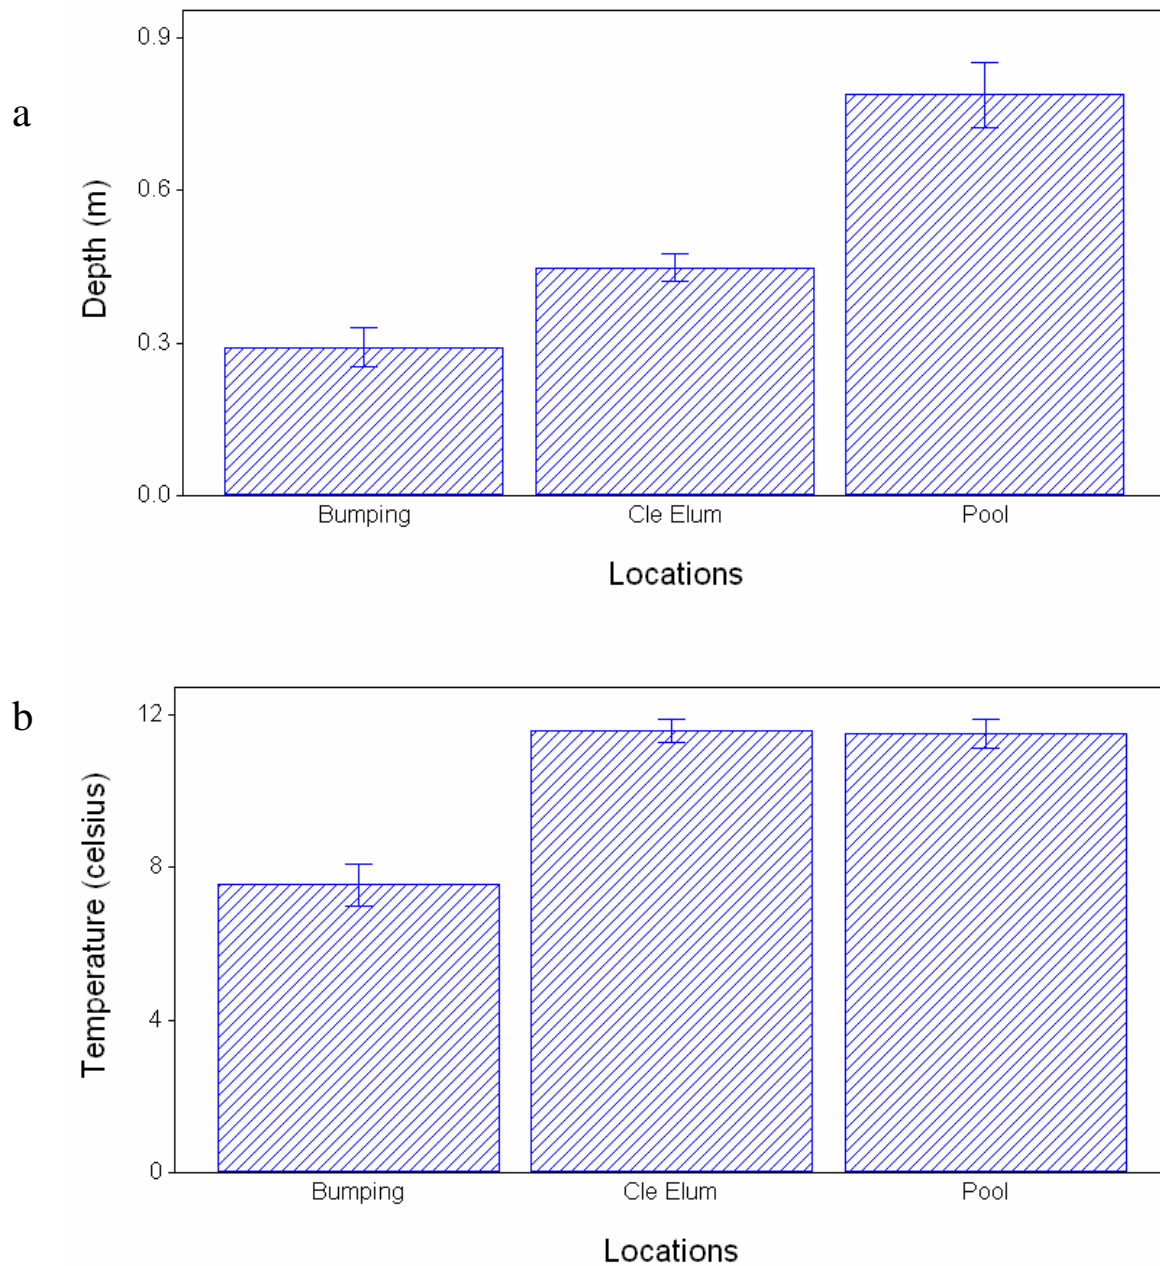 a
Depth (m)
0.9
0.6
0.3
0.0
Bumping Cle Elum Pool
Locations
b
Temperature (celsius)
12
8
4
0
Bumping Cle Elum Pool
Locations